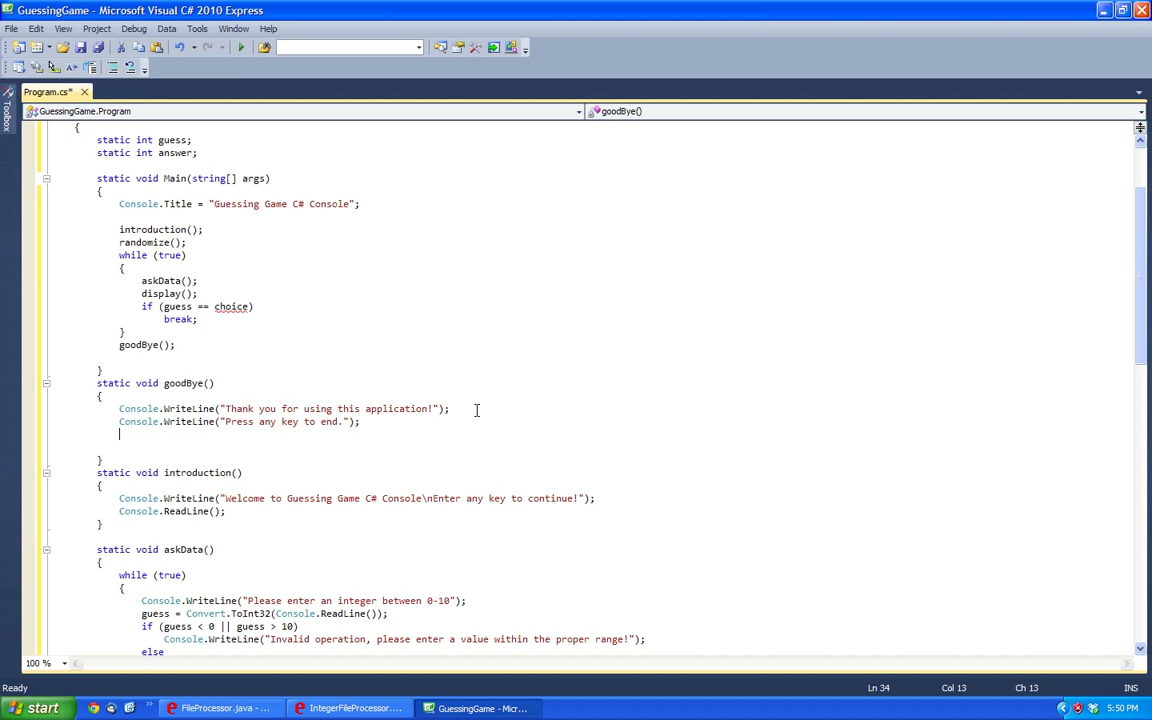 GuessingGame - Microsoft Visual C# 2010 Express
File Edit View Project Debug Data Tools Window Help
Program.cs*
GuessingGame.Program goodBye()
Toolbox
{
static int guess;
static int answer;
static void Main(string[] args)
{
Console.Title = "Guessing Game C# Console";
introduction();
randomize();
while (true)
{
askData();
display();
if (guess == choice)
break;
}
goodBye();
}
static void goodBye()
{
Console.WriteLine("Thank you for using this application!");
Console.WriteLine("Press any key to end.");
}
static void introduction()
{
Console.WriteLine("Welcome to Guessing Game C# Console\nEnter any key to continue!");
Console.ReadLine();
}
static void askData()
{
while (true)
{
Console.WriteLine("Please enter an integer between 0-10");
guess = Convert.ToInt32(Console.ReadLine());
if (guess < 0 || guess > 10)
Console.WriteLine("Invalid operation, please enter a value within the proper range!");
else
100 %
Ready Ln 34 Col 13 Ch 13 INS
start FileProcessor.java - ... IntegerFileProcessor.... GuessingGame - Micr... 5:50 PM